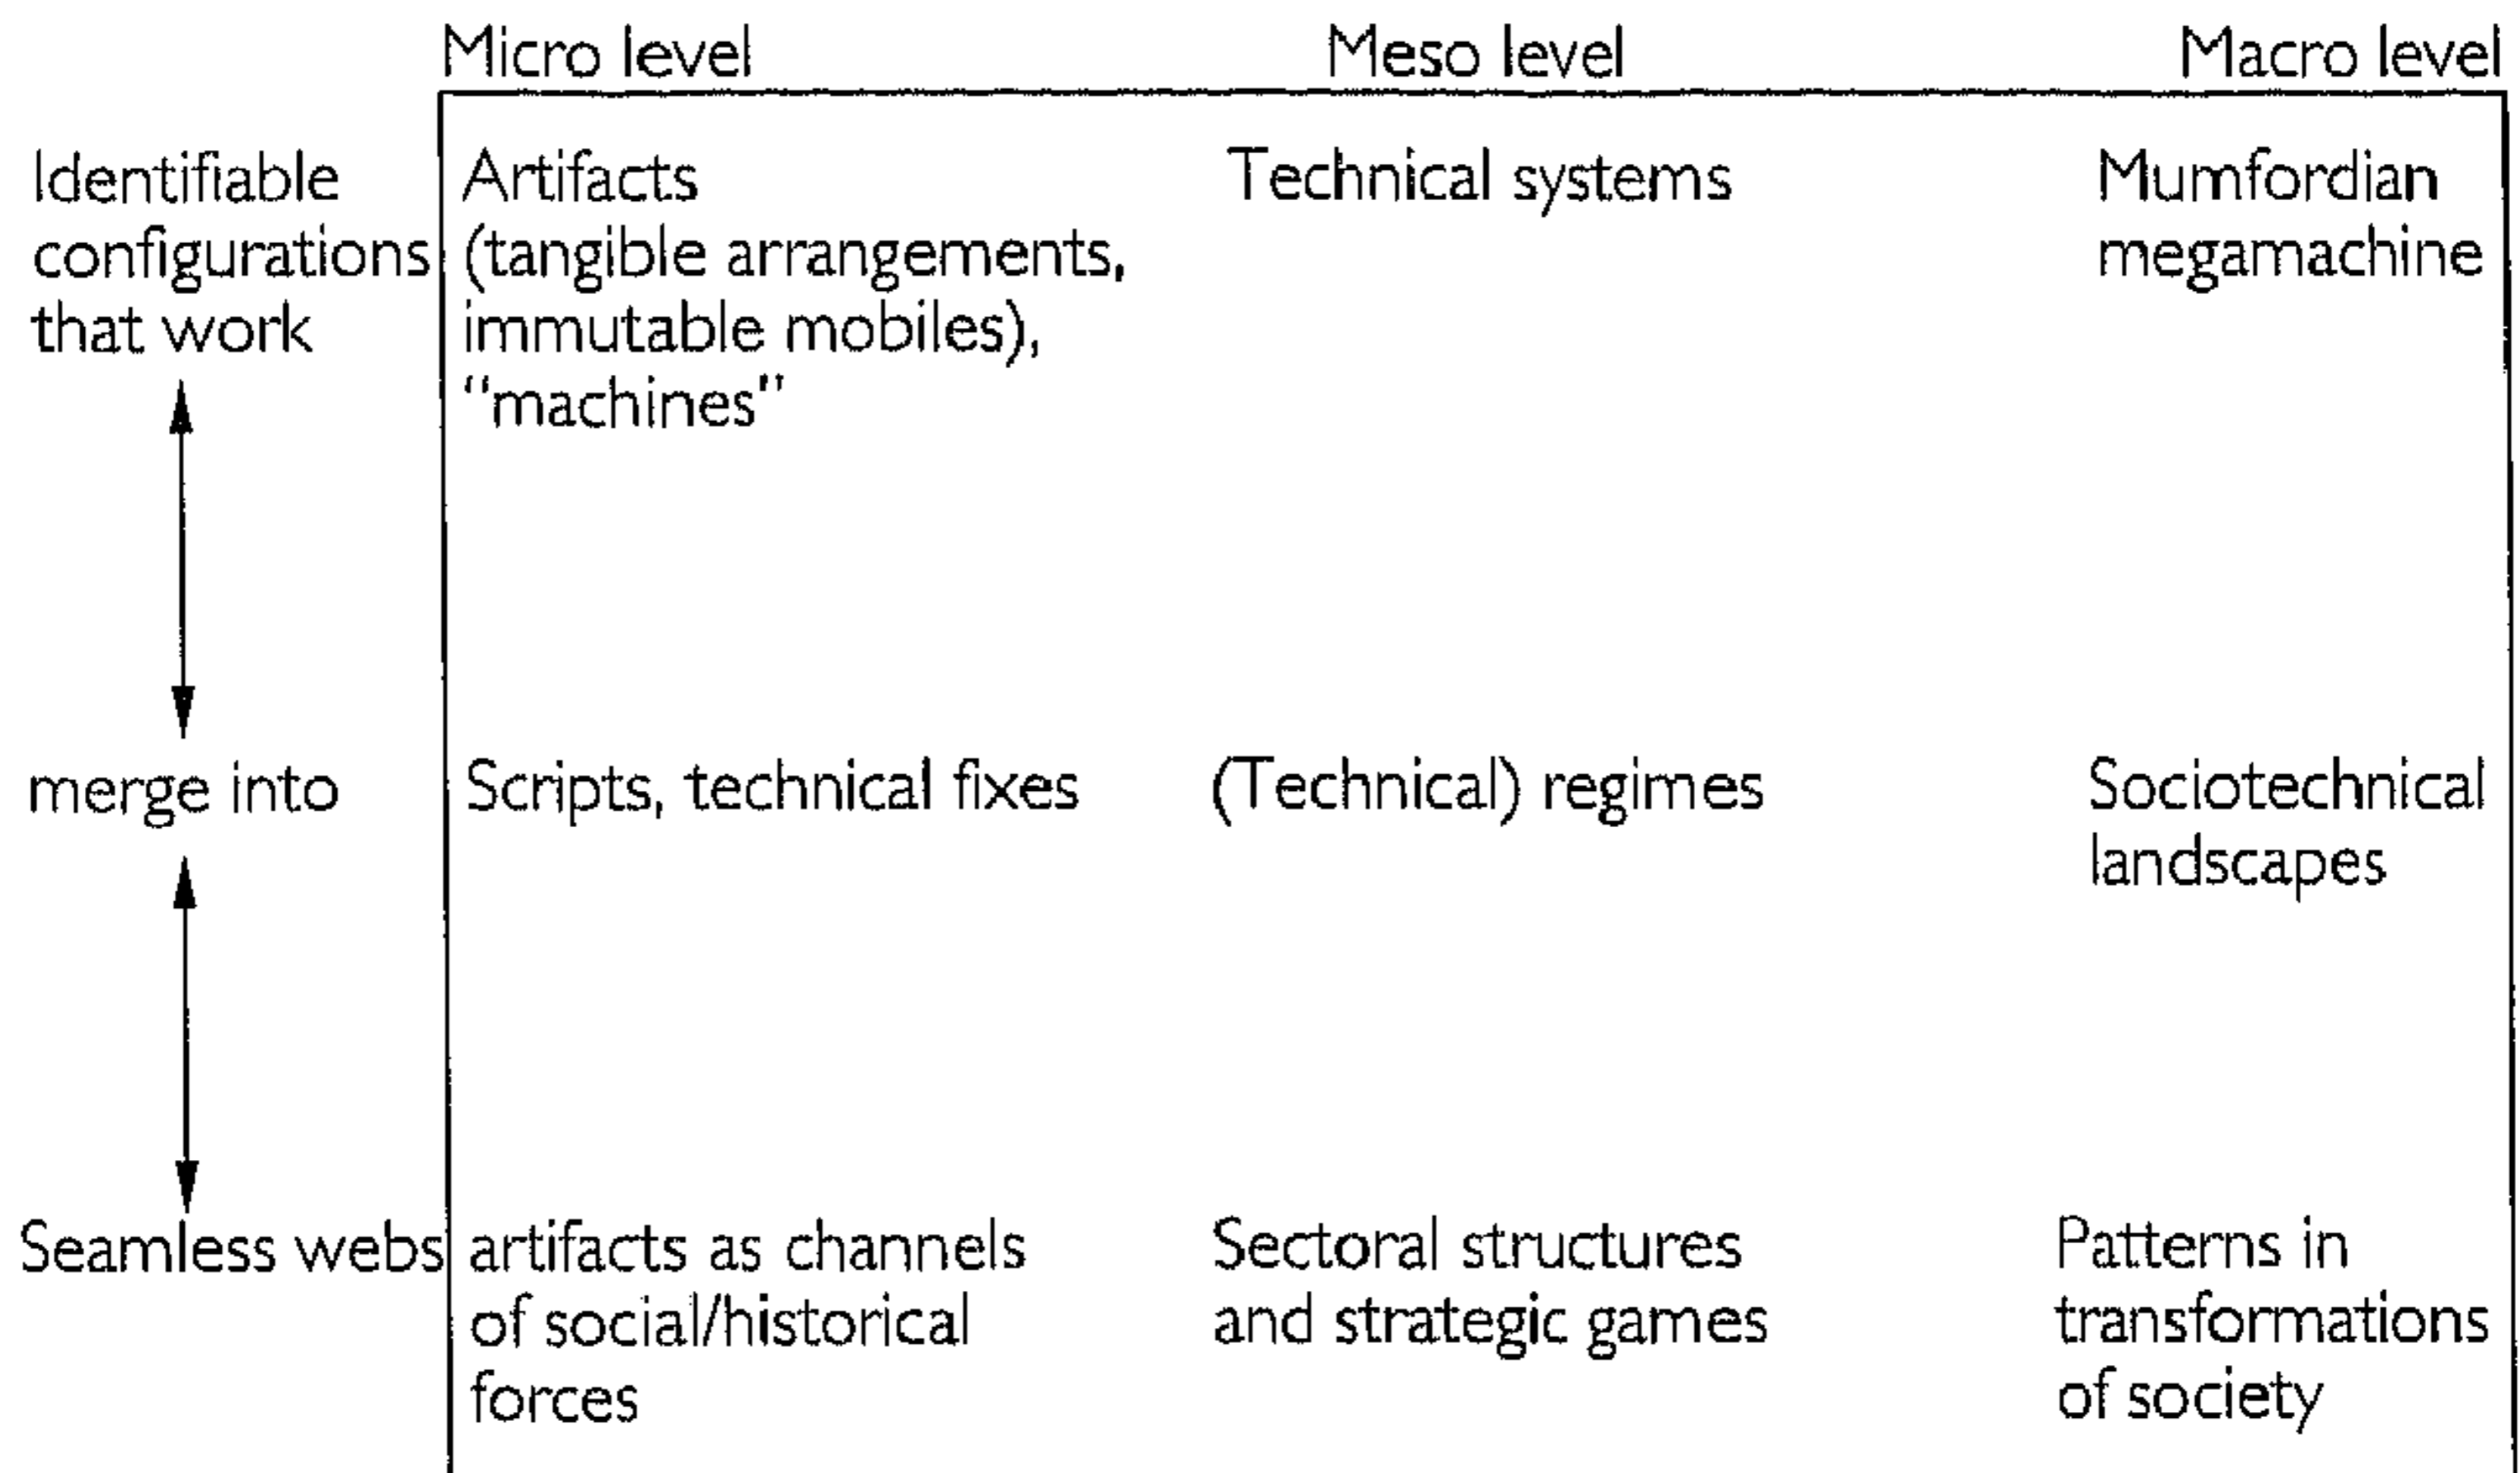 Micro level Meso level Macro level
Identifiable Artifacts Technical systems Mumfordian
configurations (tangible arrangements, megamachine
that work immutable mobiles),
“machines”
merge into Scripts, technical fixes (Technical) regimes Sociotechnical
landscapes
Seamless webs artifacts as channels Sectoral structures Patterns in
of social/historical and strategic games transformations
forces of society